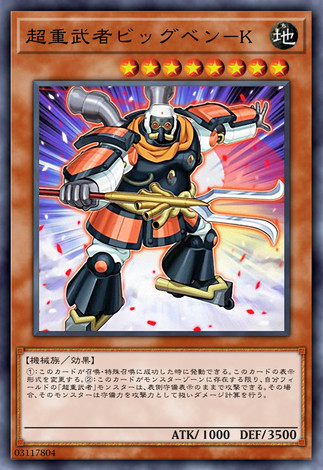 超重武者ビッグベン－K
地
【機械族／効果】
①：このカードが召喚・特殊召喚に成功した時に発動できる。このカードの表示
形式を変更する。②：このカードがモンスターゾーンに存在する限り、自分フィ
ールドの「超重武者」モンスターは、表側守備表示のままで攻撃できる。その場
合、そのモンスターは守備力を攻撃力として扱いダメージ計算を行う。
ATK/ 1000 DEF/3500
03117804